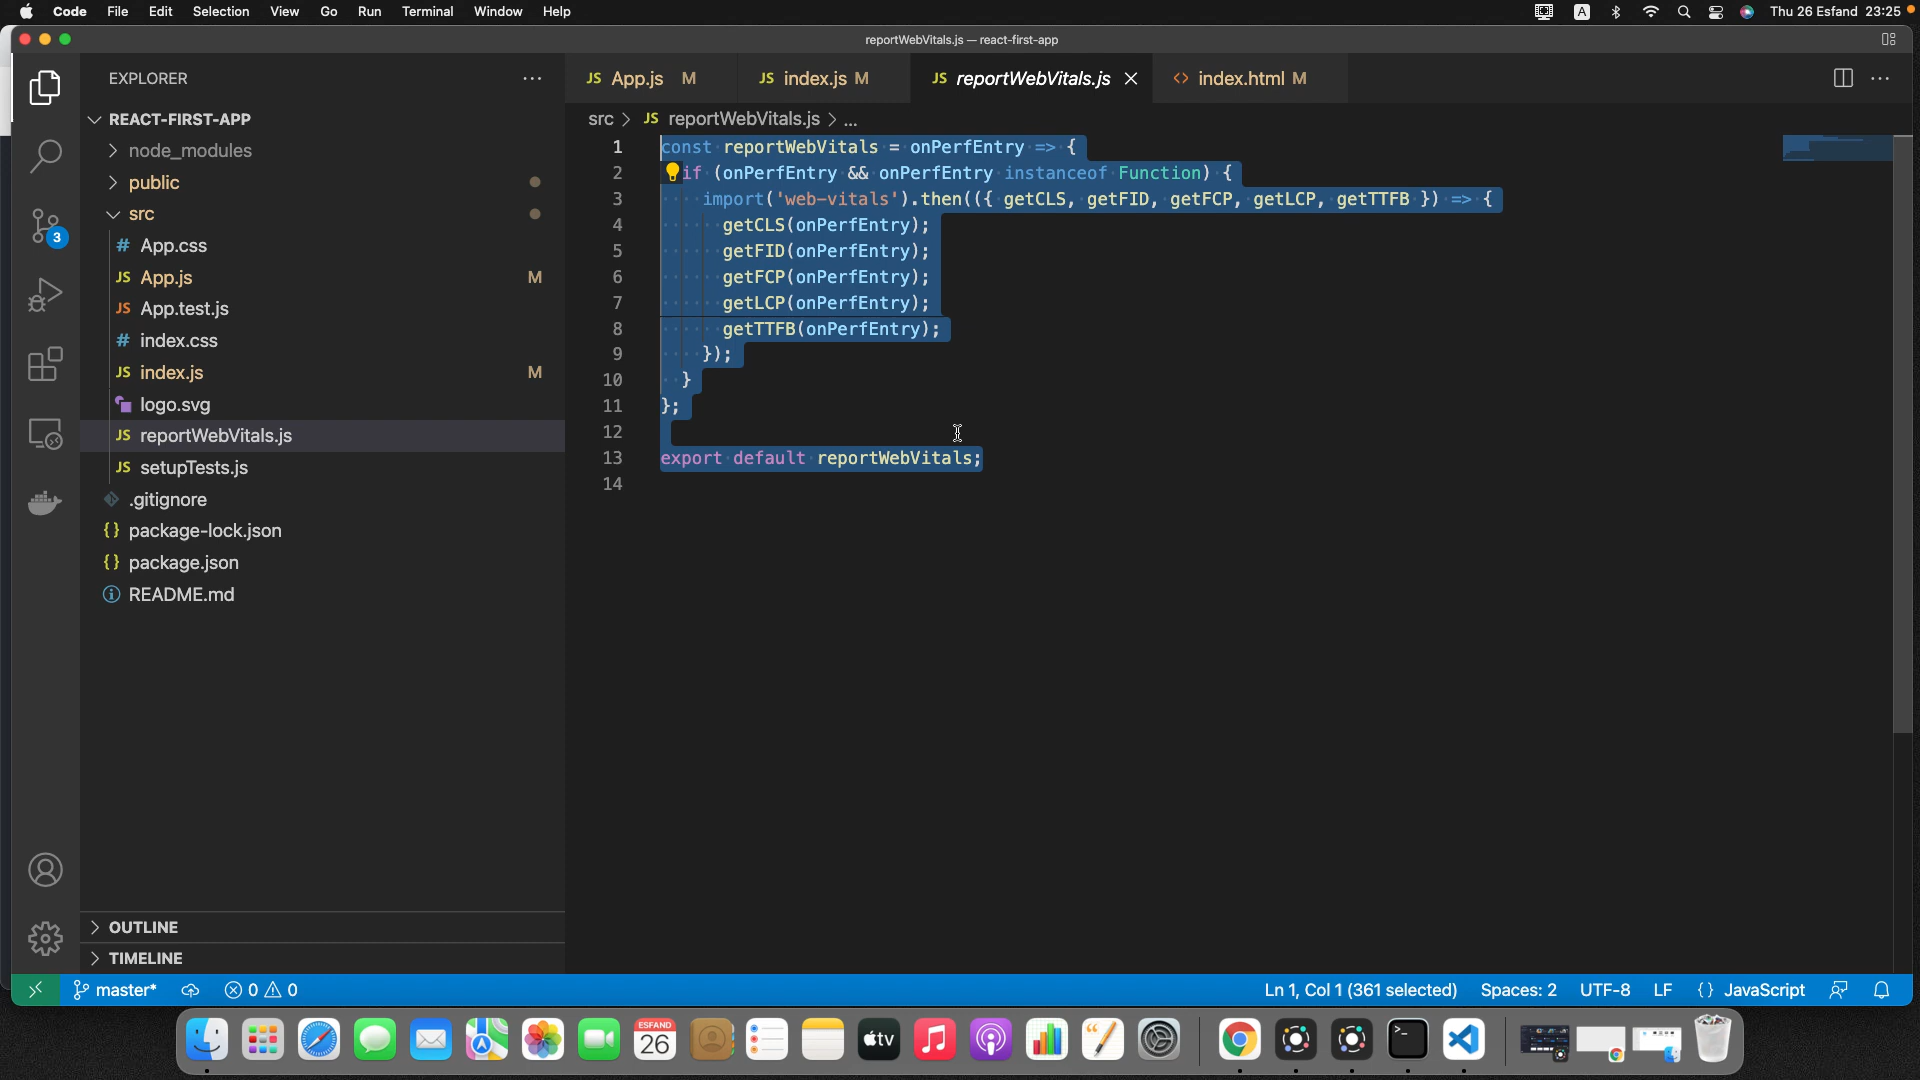 Code File Edit Selection View Go Run Terminal Window Help
A
Thu 26 Esfand 23:25
reportWebVitals.js — react-first-app
EXPLORER
JS App.js M
JS index.js M
JS reportWebVitals.js
<> index.html M
REACT-FIRST-APP
src > JS reportWebVitals.js > ...
node_modules
public
src
# App.css
JS App.js M
JS App.test.js
# index.css
JS index.js M
logo.svg
JS reportWebVitals.js
JS setupTests.js
.gitignore
{} package-lock.json
{} package.json
README.md
3
1 const reportWebVitals = onPerfEntry => {
2 if (onPerfEntry && onPerfEntry instanceof Function) {
3 import('web-vitals').then(({ getCLS, getFID, getFCP, getLCP, getTTFB }) => {
4 getCLS(onPerfEntry);
5 getFID(onPerfEntry);
6 getFCP(onPerfEntry);
7 getLCP(onPerfEntry);
8 getTTFB(onPerfEntry);
9 });
10 }
11 };
12
13 export default reportWebVitals;
14
OUTLINE
TIMELINE
master* 0 0
Ln 1, Col 1 (361 selected) Spaces: 2 UTF-8 LF {} JavaScript
ESFAND
26
tv
>_